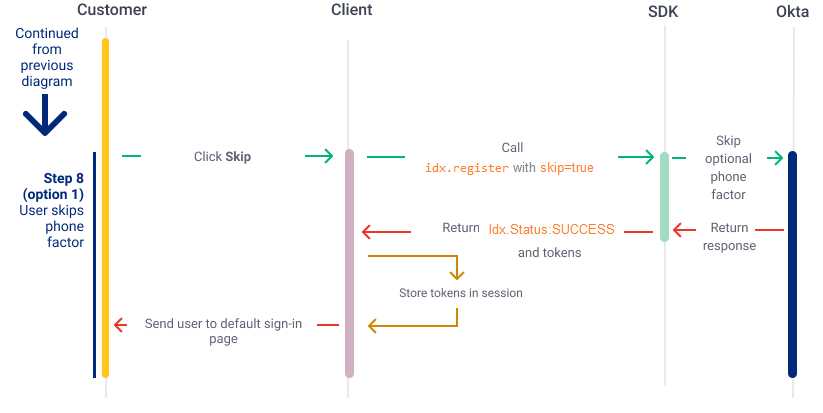 Customer
Client
SDK
Okta
Continued
from
previous
diagram
Click Skip
Call
idx.register with skip=true
Skip
optional
phone
factor
Step 8
(option 1)
User skips
phone
factor
Return Idx.Status:SUCCESS
and tokens
Return
response
Store tokens in session
Send user to default sign-in
page